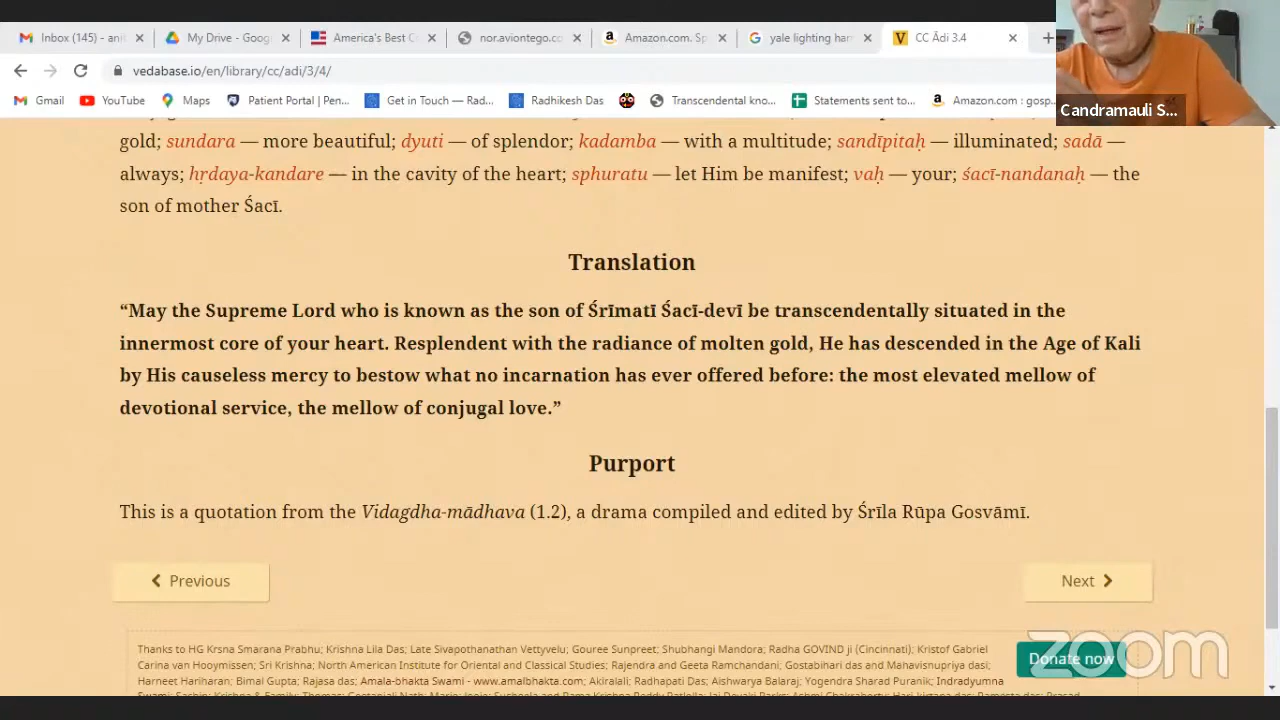 Inbox (145) - ani
My Drive - Goog
America's Best C
nor.aviontego.co
Amazon.com. Sp
yale lighting har
CC Ādi 3.4
vedabase.io/en/library/cc/adi/3/4/
Gmail
YouTube
Maps
Patient Portal | Pen...
Get in Touch — Rad...
Radhikesh Das
Transcendental kno...
Statements sent to...
Amazon.com : gosp...
Candramauli S...
gold; sundara — more beautiful; dyuti — of splendor; kadamba — with a multitude; sandīpitaḥ — illuminated; sadā —
always; hṛdaya-kandare — in the cavity of the heart; sphuratu — let Him be manifest; vaḥ — your; śacī-nandanaḥ — the
son of mother Śacī.
Translation
“May the Supreme Lord who is known as the son of Śrīmatī Śacī-devī be transcendentally situated in the
innermost core of your heart. Resplendent with the radiance of molten gold, He has descended in the Age of Kali
by His causeless mercy to bestow what no incarnation has ever offered before: the most elevated mellow of
devotional service, the mellow of conjugal love.”
Purport
This is a quotation from the Vidagdha-mādhava (1.2), a drama compiled and edited by Śrīla Rūpa Gosvāmī.
Previous
Next
Thanks to HG Krsna Smarana Prabhu; Krishna Lila Das; Late Sivapothanathan Vettyvelu; Gouree Sunpreet; Shubhangi Mandora; Radha GOVIND ji (Cincinnati); Kristof Gabriel
Carina van Hooymissen; Sri Krishna; North American Institute for Oriental and Classical Studies; Rajendra and Geeta Ramchandani; Gostabihari das and Mahavisnupriya dasi;
Harneet Hariharan; Bimal Gupta; Rajasa das; Amala-bhakta Swami - www.amalbhakta.com; Akiralali; Radhapati Das; Aishwarya Balaraj; Yogendra Sharad Puranik; Indradyumna
Donate now
zoom